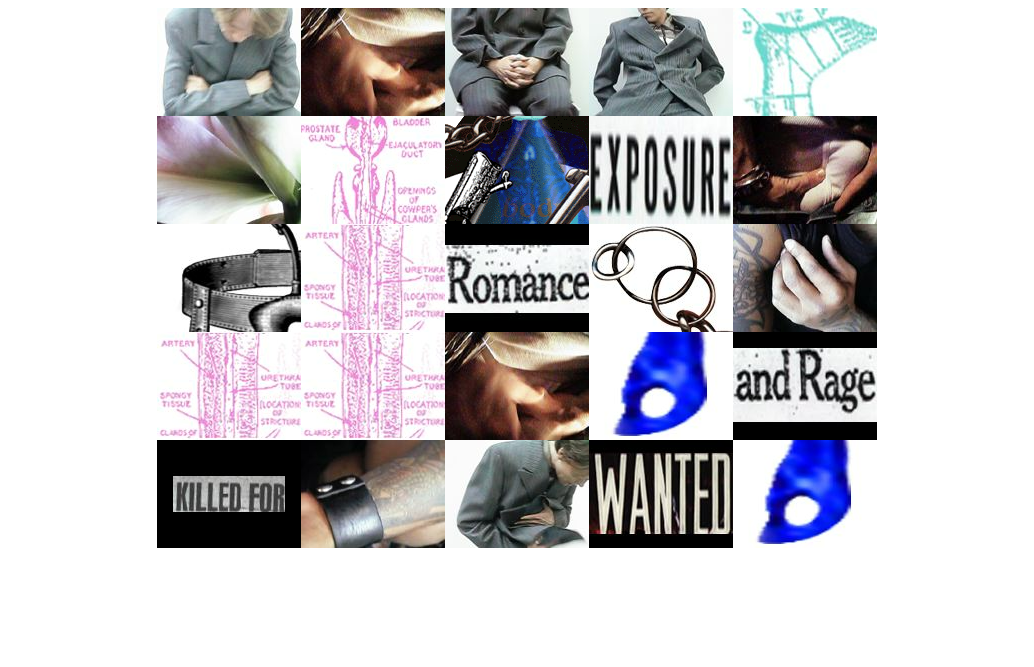 PROSTATE
GLAND
BLADDER
EJACULATORY
DUCT
OPENINGS
OF
COWPER'S
GLANDS
EXPOSURE
ARTERY
URETHRA
TUBE
SPONGY
TISSUE
(LOCATION
OF
STRICTURE
GLANDS OF
Romance
ARTERY
URETHRA
TUBE
SPONGY
TISSUE
(LOCATION
OF
STRICTURE
GLANDS OF
ARTERY
URETHRA
TUBE
SPONGY
TISSUE
(LOCATION
OF
STRICTURE
GLANDS OF
and Rage
KILLED FOR
WANTED